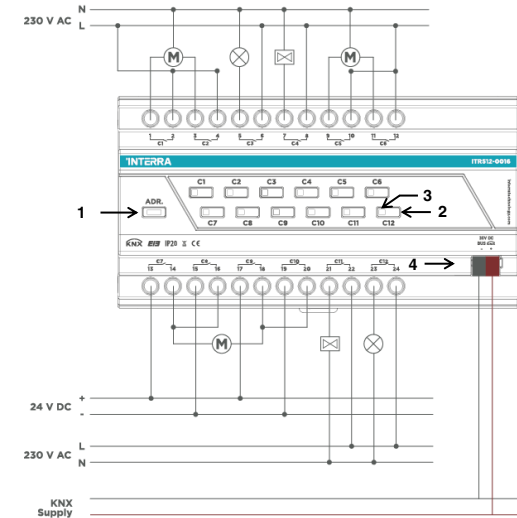 N
230 V AC
L
M
M
1 2 3 4 5 6 7 8 9 10 11 12
C1 C2 C3 C4 C5 C6
INTERRA
ITR512-0016
C1 C2 C3 C4 C5 C6
3
ADR.
1
2
C7 C8 C9 C10 C11 C12
KNX EIB IP20 CE
30V DC
BUS
- +
4
C7 C8 C9 C10 C11 C12
13 14 15 16 17 18 19 20 21 22 23 24
M
+
24 V DC
-
L
230 V AC
N
KNX
Supply